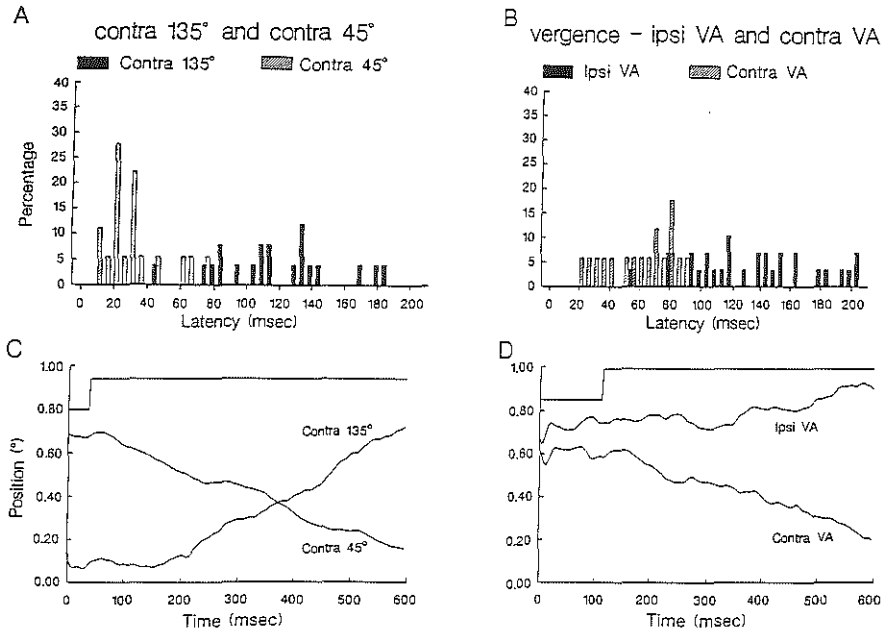 A
contra 135° and contra 45°
Contra 135° Contra 45°
40
35
30
25
20
15
10
5
0
Percentage
0 20 40 60 80 100 120 140 160 180 200
Latency (msec)
B
vergence – ipsi VA and contra VA
Ipsi VA Contra VA
40
35
30
25
20
15
10
5
0
0 20 40 60 80 100 120 140 160 180 200
Latency (msec)
C
1.00
0.80
0.60
0.40
0.20
0.00
Position (°)
Contra 135°
Contra 45°
0 100 200 300 400 500 600
Time (msec)
D
1.00
0.80
0.60
0.40
0.20
0.00
Ipsi VA
Contra VA
0 100 200 300 400 500 600
Time (msec)